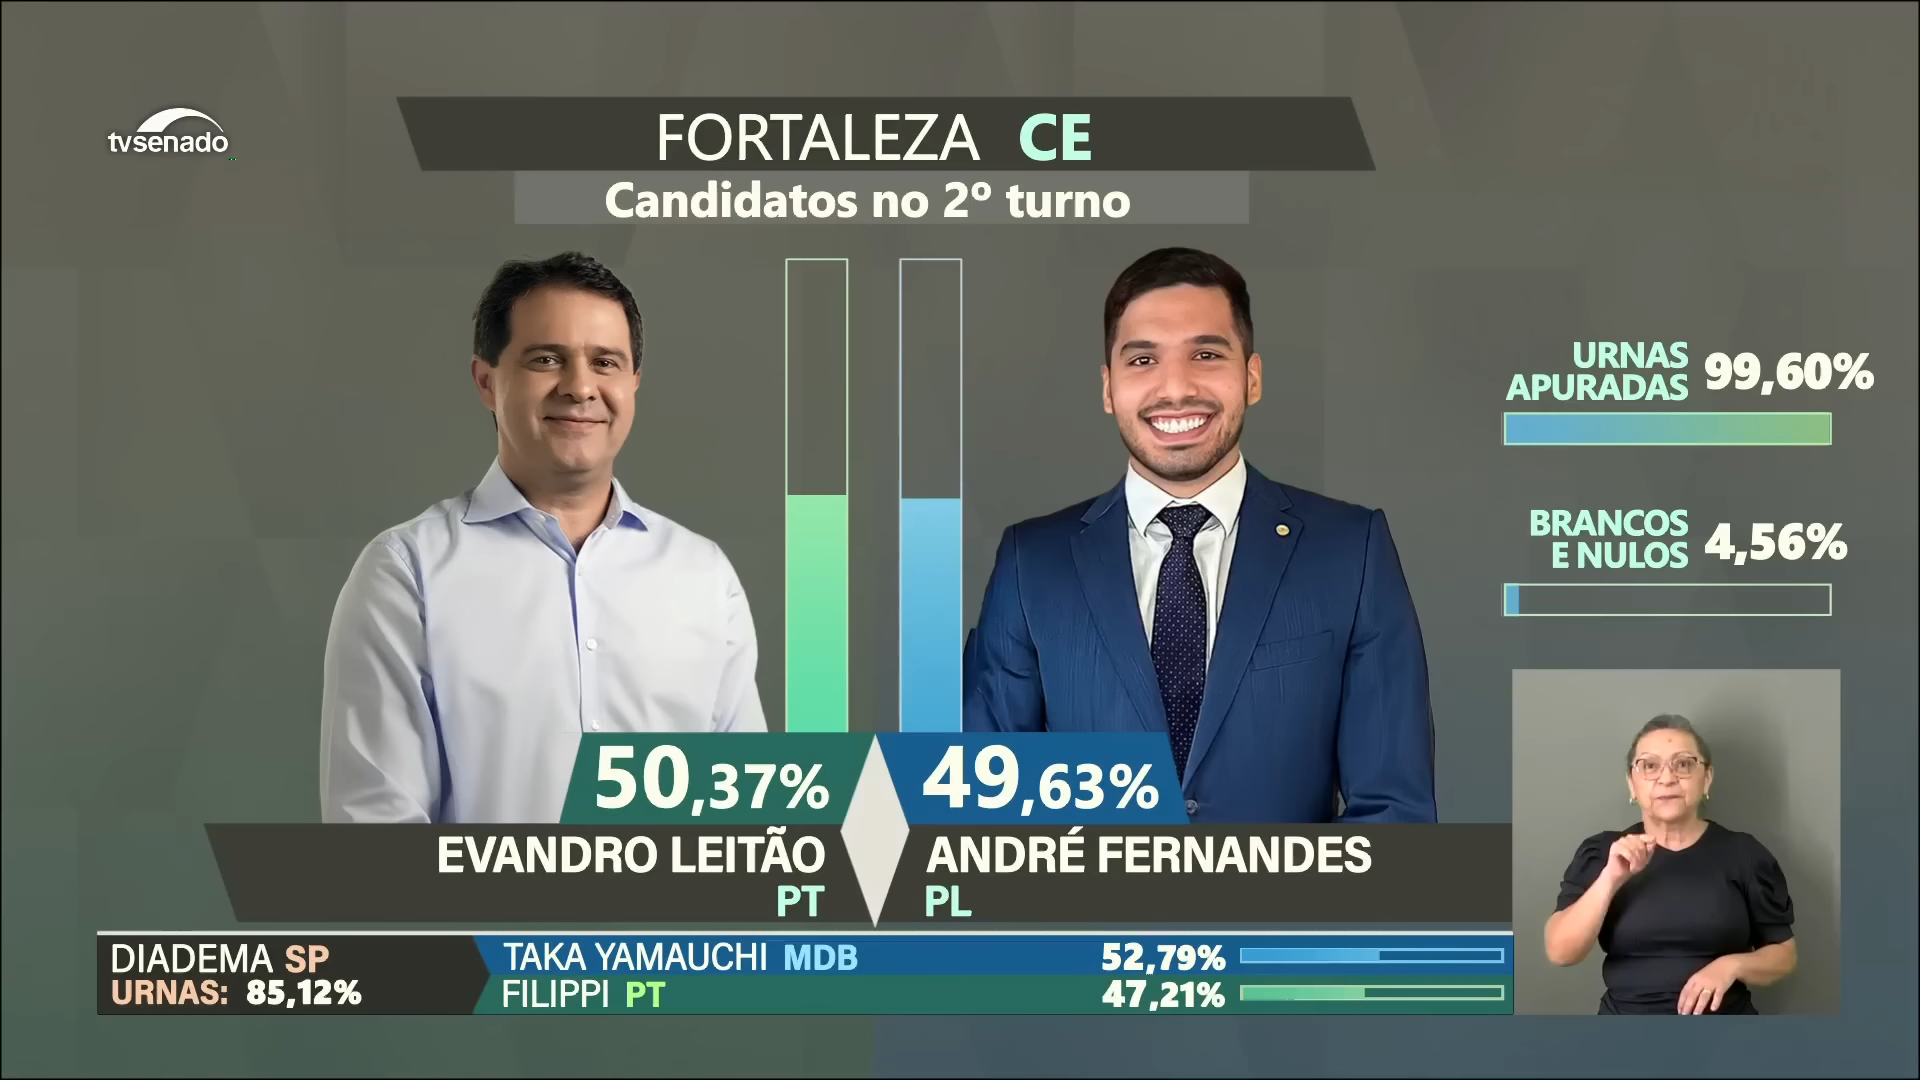 tvsenado
FORTALEZA CE
Candidatos no 2º turno
URNAS
APURADAS 99,60%
BRANCOS
E NULOS 4,56%
50,37%
49,63%
EVANDRO LEITÃO
PT
ANDRÉ FERNANDES
PL
DIADEMA SP
URNAS: 85,12%
TAKA YAMAUCHI MDB 52,79%
FILIPPI PT 47,21%